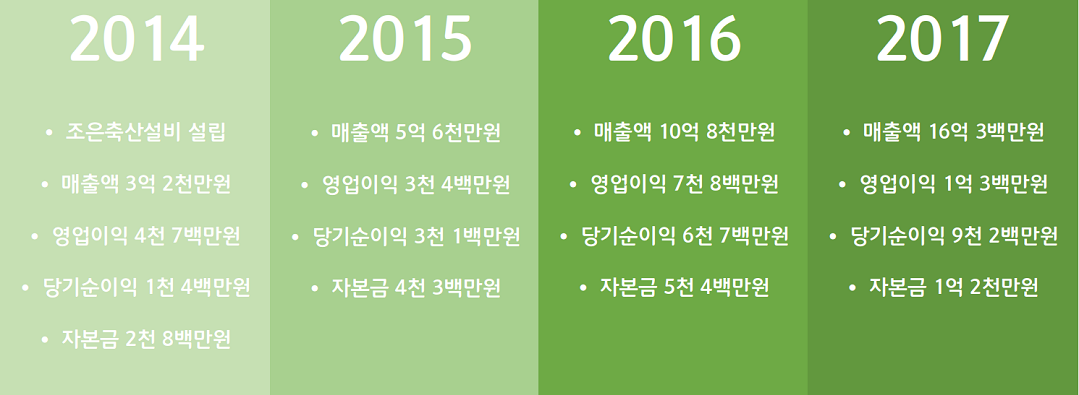 2014
• 조은축산설비 설립
• 매출액 3억 2천만원
• 영업이익 4천 7백만원
• 당기순이익 1천 4백만원
• 자본금 2천 8백만원
2015
• 매출액 5억 6천만원
• 영업이익 3천 4백만원
• 당기순이익 3천 1백만원
• 자본금 4천 3백만원
2016
• 매출액 10억 8천만원
• 영업이익 7천 8백만원
• 당기순이익 6천 7백만원
• 자본금 5천 4백만원
2017
• 매출액 16억 3백만원
• 영업이익 1억 3백만원
• 당기순이익 9천 2백만원
• 자본금 1억 2천만원